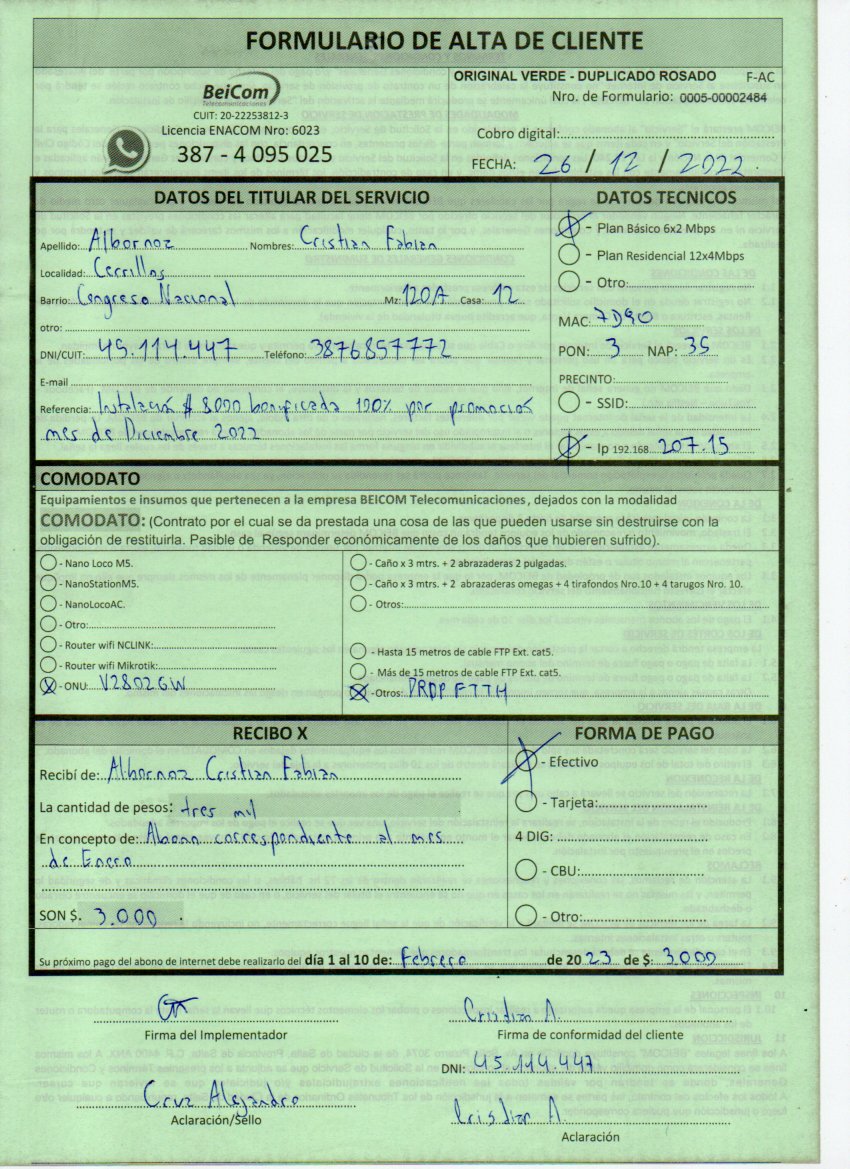 FORMULARIO DE ALTA DE CLIENTE
BeiCom
Telecomunicaciones
CUIT: 20-22253812-3
Licencia ENACOM Nro: 6023
387 - 4 095 025
ORIGINAL VERDE - DUPLICADO ROSADO F-AC
Nro. de Formulario: 0005-00002484
Cobro digital:
FECHA: 26 / 12 / 2022
DATOS DEL TITULAR DEL SERVICIO
Apellido: Albornoz Nombres: Cristian Fabian
Localidad: Cerrillos
Barrio: Congreso Nacional Mz: 120A Casa: 12
otro:
DNI/CUIT: 45.114.447 Teléfono: 3876857772
E-mail
Referencia: Instalación $ 8000 bonificada 100% por promoción
mes de Diciembre 2022
DATOS TECNICOS
- Plan Básico 6x2 Mbps
- Plan Residencial 12x4Mbps
- Otro:
MAC: 7D90
PON: 3 NAP: 35
PRECINTO:
- SSID:
- Ip 192.168. 207.15
COMODATO
Equipamientos e insumos que pertenecen a la empresa BEICOM Telecomunicaciones, dejados con la modalidad
COMODATO: (Contrato por el cual se da prestada una cosa de las que pueden usarse sin destruirse con la
obligación de restituirla. Pasible de Responder económicamente de los daños que hubieren sufrido).
- Nano Loco M5.
- NanoStationM5.
- NanoLocoAC.
- Otro:
- Router wifi NCLINK:
- Router wifi Mikrotik:
- ONU: V2802GW
- Caño x 3 mtrs. + 2 abrazaderas 2 pulgadas.
- Caño x 3 mtrs. + 2 abrazaderas omegas + 4 tirafondos Nro.10 + 4 tarugos Nro. 10.
- Otros:
- Hasta 15 metros de cable FTP Ext. cat5.
- Más de 15 metros de cable FTP Ext. cat5.
-Otros: DROP FTTH
RECIBO X
Recibí de: Albornoz Cristian Fabian
La cantidad de pesos: tres mil
En concepto de: Abono correspondiente al mes
de Enero
SON $. 3.000 .
FORMA DE PAGO
- Efectivo
- Tarjeta:
4 DIG:
- CBU:
- Otro:
Su próximo pago del abono de internet debe realizarlo del día 1 al 10 de: Febrero de 20 23 de $: 3000
Firma del Implementador
Cristian A.
Firma de conformidad del cliente
DNI: 45.114.447
Cruz Alejandro
Aclaración/Sello
Cristian A.
Aclaración